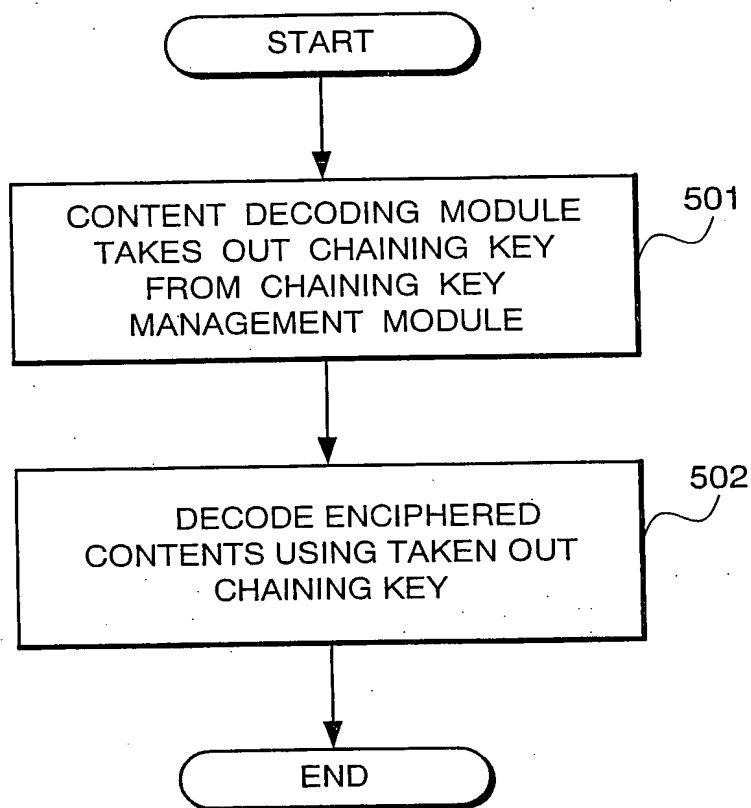 START
CONTENT DECODING MODULE
TAKES OUT CHAINING KEY
FROM CHAINING KEY
MANAGEMENT MODULE
501
DECODE ENCIPHERED
CONTENTS USING TAKEN OUT
CHAINING KEY
502
END